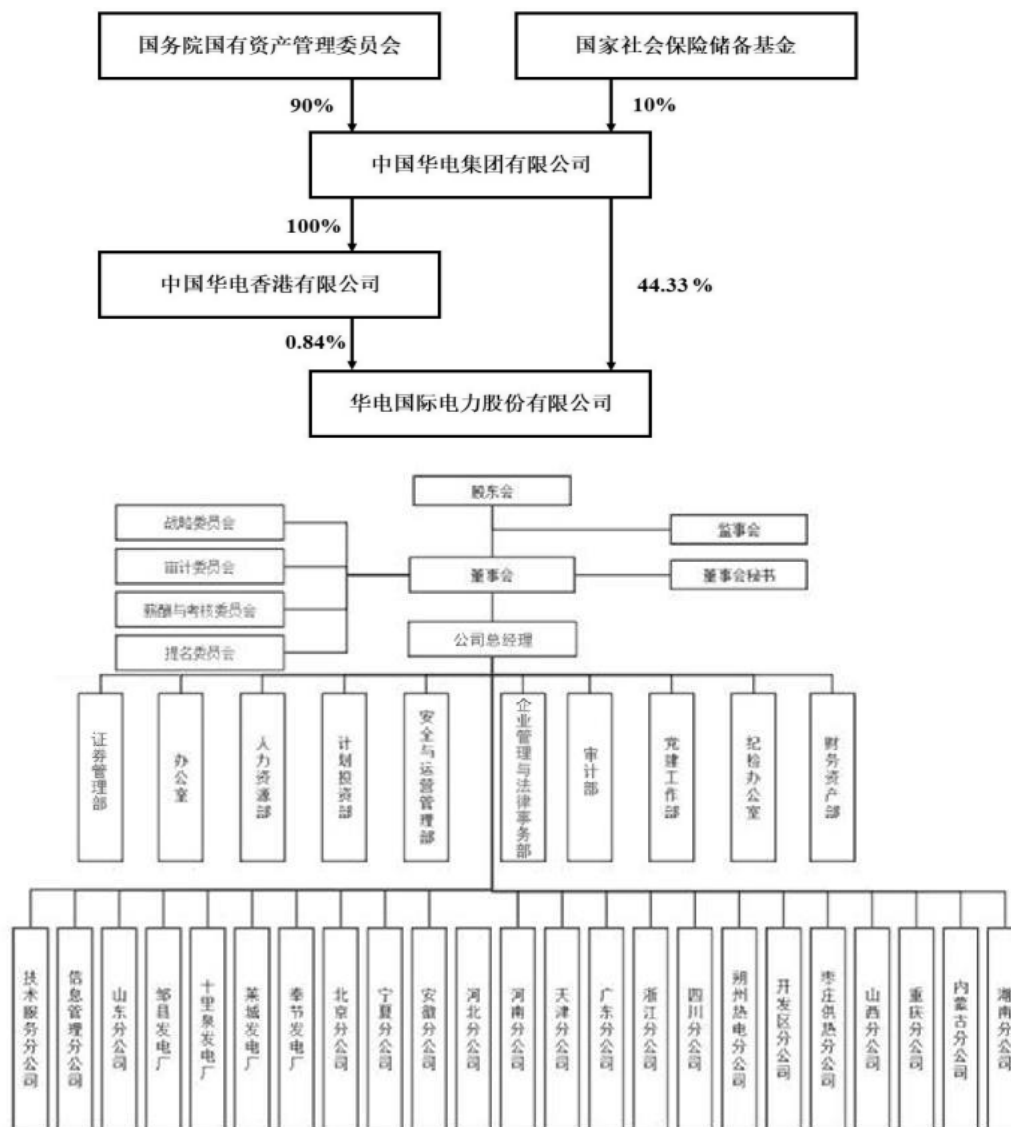 国务院国有资产管理委员会
国家社会保险储备基金
90%
10%
中国华电集团有限公司
100%
中国华电香港有限公司
44.33%
0.84%
华电国际电力股份有限公司
股东会
战略委员会
监事会
审计委员会
董事会
董事会秘书
薪酬与考核委员会
公司总经理
提名委员会
证券管理部
办公室
人力资源部
计划投资部
安全与运营管理部
企业管理与法律事务部
审计部
党建工作部
纪检办公室
财务资产部
技术服务分公司
信息管理分公司
山东分公司
邹县发电厂
十里泉发电厂
莱城发电厂
奉节发电厂
北京分公司
宁夏分公司
安徽分公司
河北分公司
河南分公司
天津分公司
广东分公司
浙江分公司
四川分公司
朔州热电分公司
开发区分公司
枣庄供热分公司
山西分公司
重庆分公司
内蒙古分公司
湖南分公司